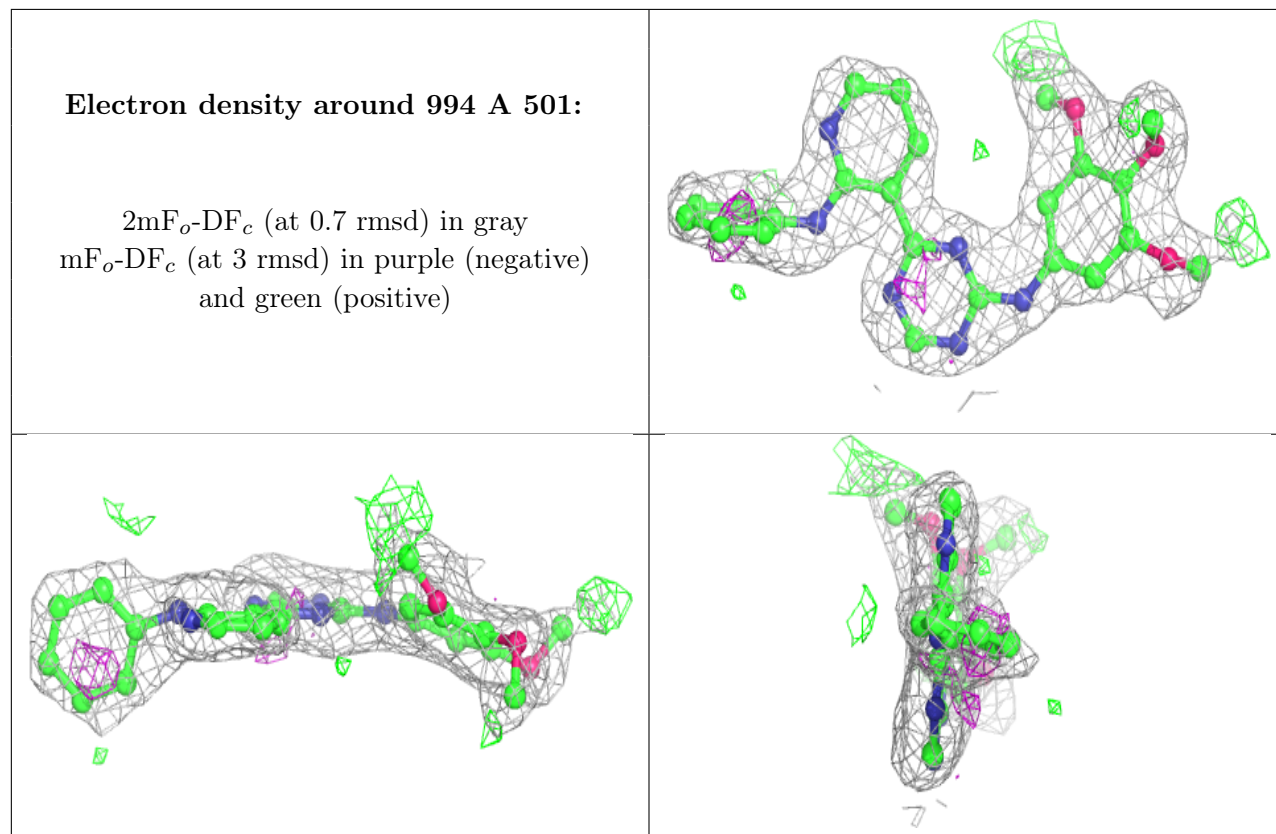 Electron density around 994 A 501:
2mFo-DFc (at 0.7 rmsd) in gray
mFo-DFc (at 3 rmsd) in purple (negative)
and green (positive)